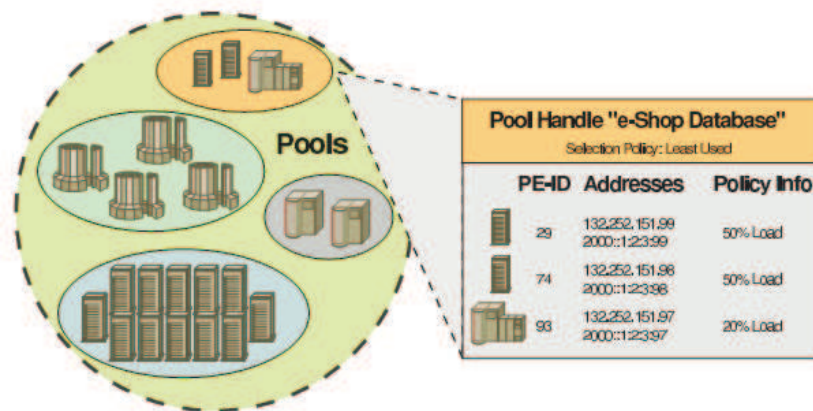 Pools
Pool Handle "e-Shop Database"
Selection Policy: Least Used
PE-ID Addresses Policy Info
29 132.252.151.99 50% Load
2000::1:2:3:99
74 132.252.151.98 50% Load
2000::1:2:3:98
93 132.252.151.97 20% Load
2000::1:2:3:97